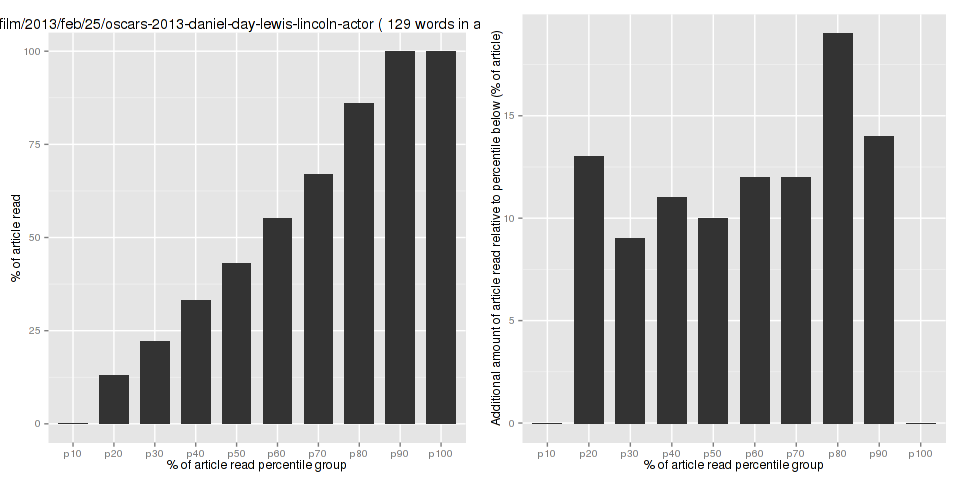 film/2013/feb/25/oscars-2013-daniel-day-lewis-lincoln-actor ( 129 words in a
% of article read
100
75
50
25
0
p10 p20 p30 p40 p50 p60 p70 p80 p90 p100
% of article read percentile group
Additional amount of article read relative to percentile below (% of article)
15
10
5
0
p10 p20 p30 p40 p50 p60 p70 p80 p90 p100
% of article read percentile group